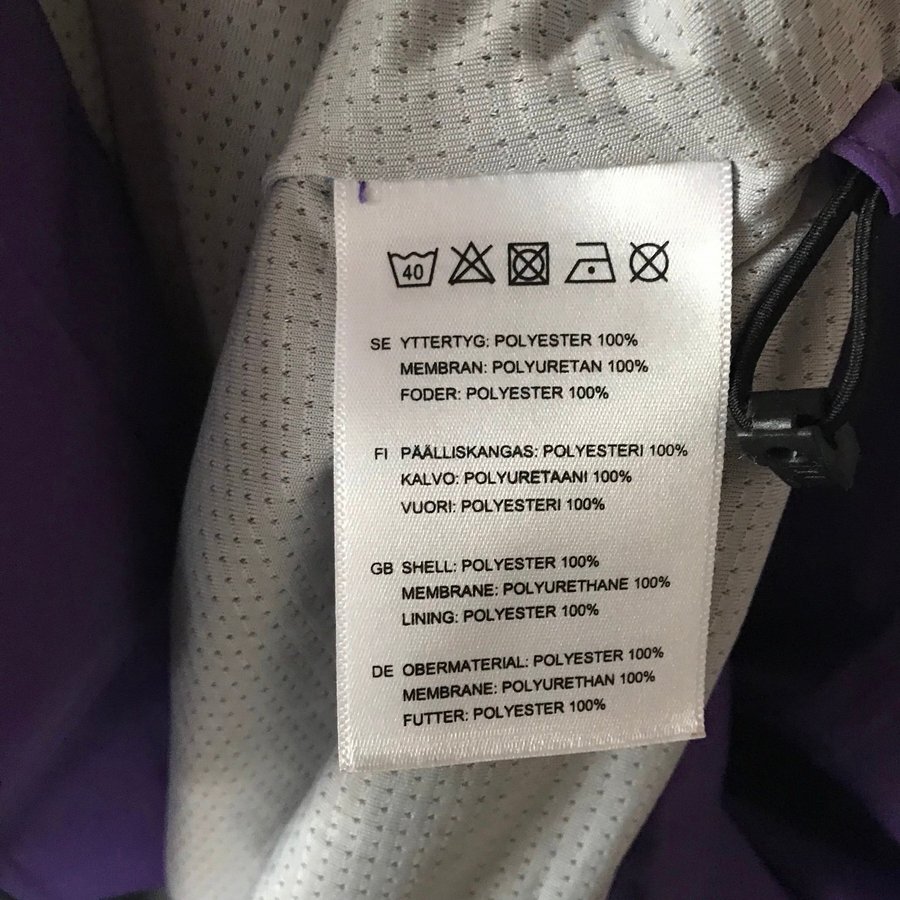 40
SE YTTERTYG: POLYESTER 100%
MEMBRAN: POLYURETAN 100%
FODER: POLYESTER 100%
FI PÄÄLLISKANGAS: POLYESTERI 100%
KALVO: POLYURETAANI 100%
VUORI: POLYESTERI 100%
GB SHELL: POLYESTER 100%
MEMBRANE: POLYURETHANE 100%
LINING: POLYESTER 100%
DE OBERMATERIAL: POLYESTER 100%
MEMBRANE: POLYURETHAN 100%
FUTTER: POLYESTER 100%